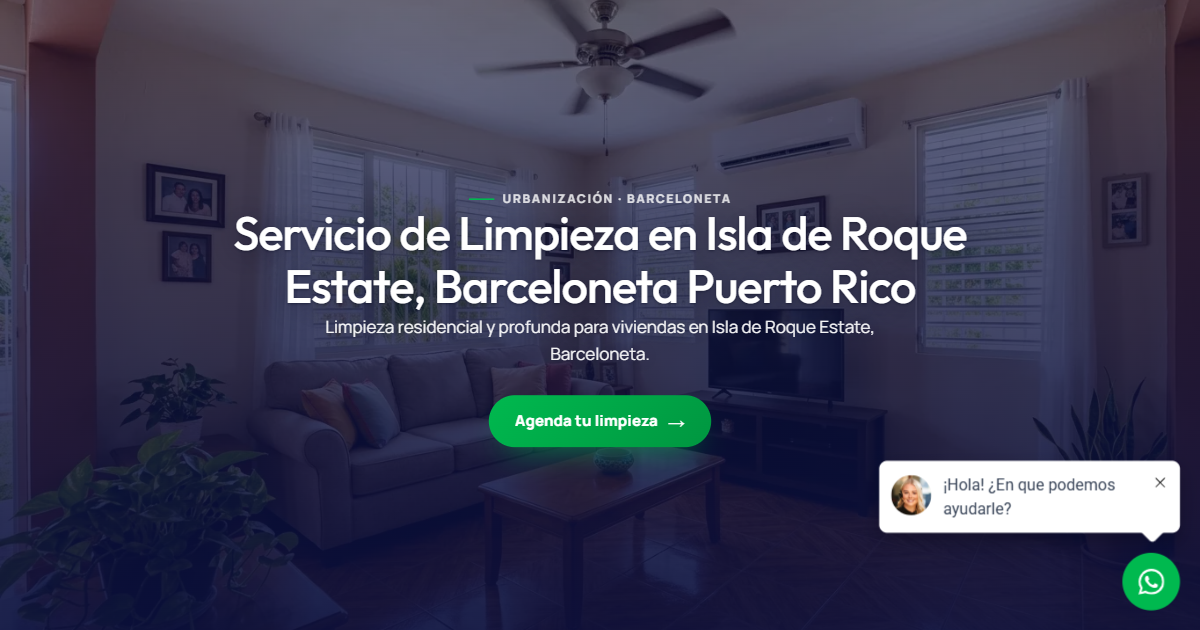 URBANIZACIÓN · BARCELONETA
Servicio de Limpieza en Isla de Roque
Estate, Barceloneta Puerto Rico
Limpieza residencial y profunda para viviendas en Isla de Roque Estate,
Barceloneta.
Agenda tu limpieza →
¡Hola! ¿En que podemos
ayudarle?